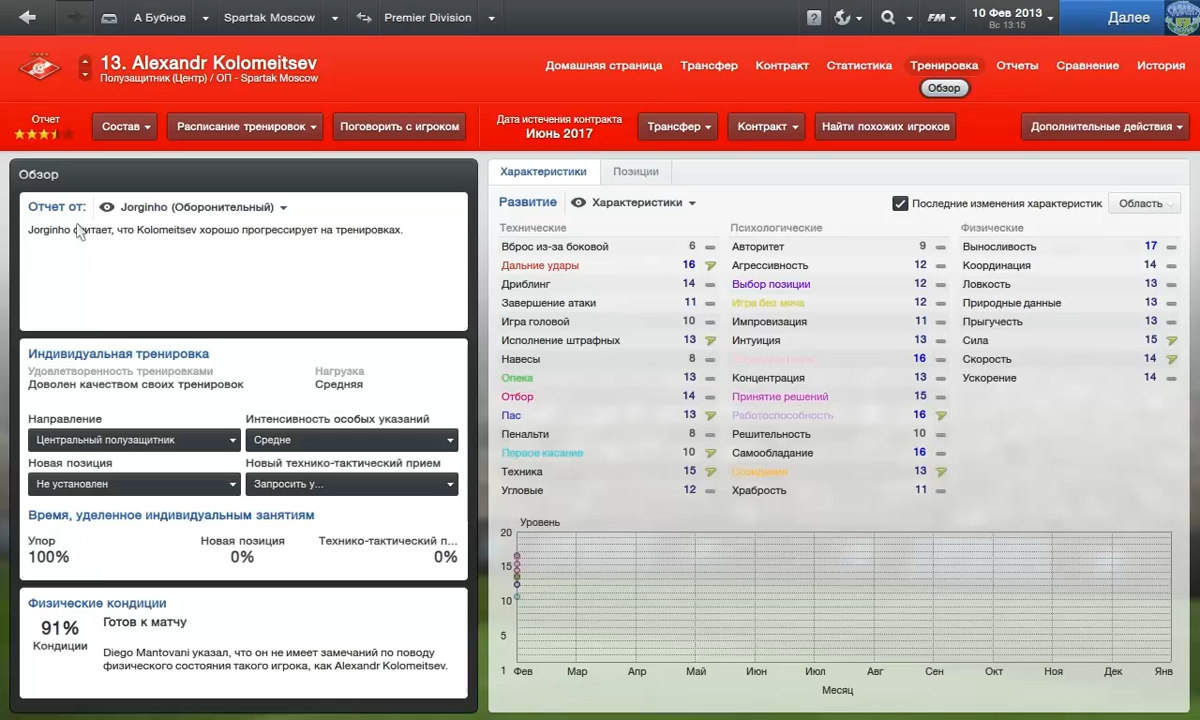 А Бубнов Spartak Moscow Premier Division ? FM 10 Фев 2013 Далее
Вс 13:15
13. Alexandr Kolomeitsev
Полузащитник (Центр) / ОП - Spartak Moscow
Домашняя страница Трансфер Контракт Статистика Тренировка Отчеты Сравнение История
Обзор
Отчет
Состав Расписание тренировок Поговорить с игроком
Дата истечения контракта
Июнь 2017
Трансфер Контракт Найти похожих игроков Дополнительные действия
Обзор
Отчет от: Jorginho (Оборонительный)
Jorginho считает, что Kolomeitsev хорошо прогрессирует на тренировках.
Индивидуальная тренировка
Удовлетворенность тренировками Нагрузка
Доволен качеством своих тренировок Средняя
Направление Интенсивность особых указаний
Центральный полузащитник Средне
Новая позиция Новый технико-тактический прием
Не установлен Запросить у...
Время, уделенное индивидуальным занятиям
Упор Новая позиция Технико-тактический п...
100% 0% 0%
Физические кондиции
91% Готов к матчу
Кондиции
Diego Mantovani указал, что он не имеет замечаний по поводу
физического состояния такого игрока, как Alexandr Kolomeitsev.
Характеристики Позиции
Развитие Характеристики Последние изменения характеристик Область
Технические Психологические Физические
Вброс из-за боковой 6 Авторитет 9 Выносливость 17
Дальние удары 16 Агрессивность 12 Координация 14
Дриблинг 14 Выбор позиции 12 Ловкость 13
Завершение атаки 11 Игра без мяча 12 Природные данные 13
Игра головой 10 Импровизация 11 Прыгучесть 13
Исполнение штрафных 13 Интуиция 13 Сила 15
Навесы 8 16 Скорость 14
Опека 13 Концентрация 13 Ускорение 14
Отбор 14 Принятие решений 15
Пас 13 Работоспособность 16
Пенальти 8 Решительность 10
Первое касание 10 Самообладание 16
Техника 15 Созидание 13
Угловые 12 Храбрость 11
Уровень
20
15
10
5
1 Фев Мар Апр Май Июн Июл Авг Сен Окт Ноя Дек Янв
Месяц